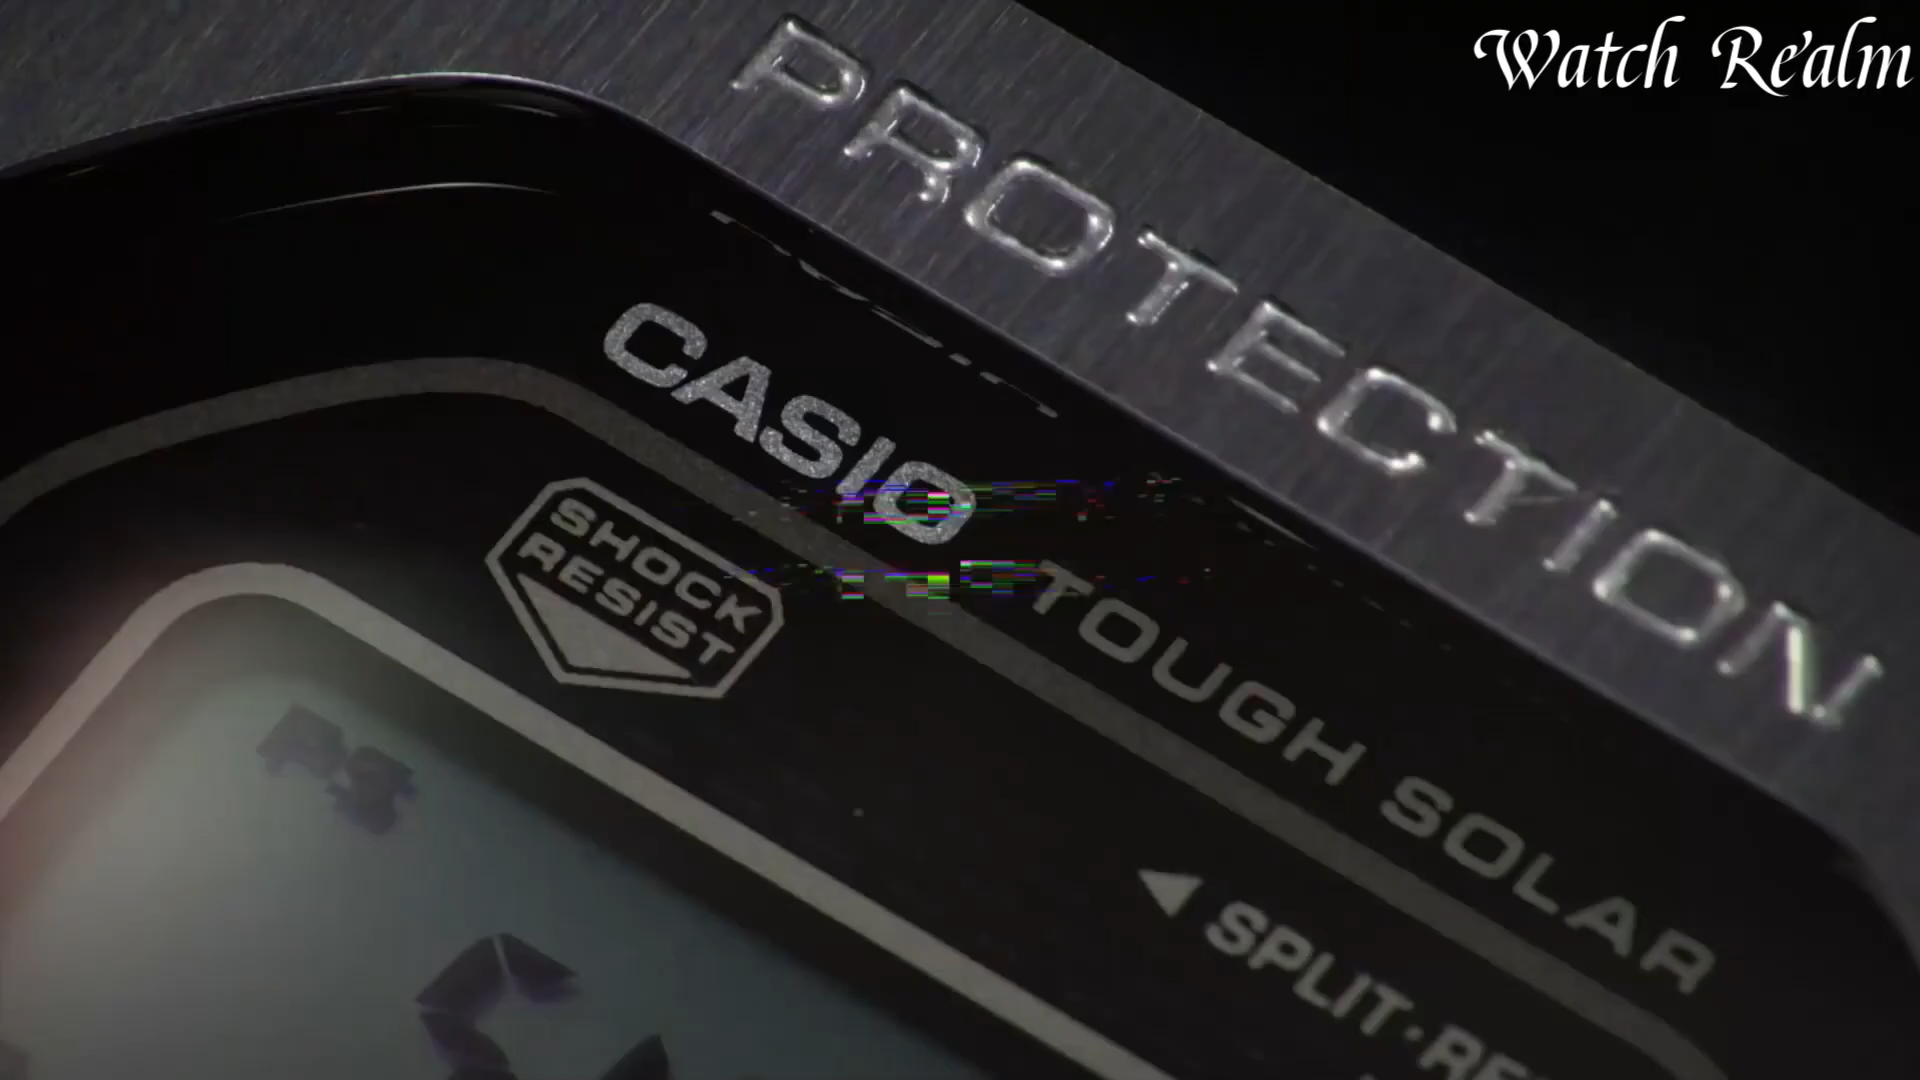 Watch Realm
PROTECTION
CASIO
SHOCK
RESIST
TOUGH SOLAR
SPLIT·RE